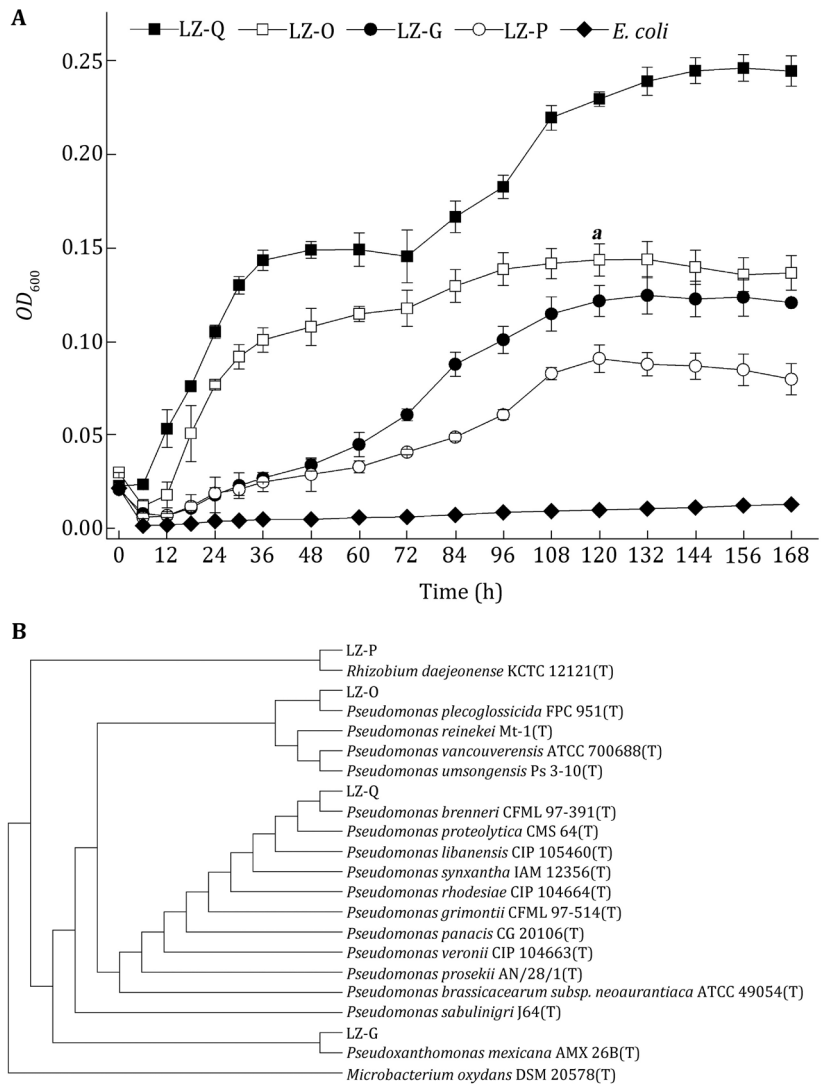 A
LZ-Q LZ-O LZ-G LZ-P E. coli
0.25
0.20
0.15
0.10
0.05
0.00
OD600
a
0 12 24 36 48 60 72 84 96 108 120 132 144 156 168
Time (h)
B
LZ-P
Rhizobium daejeonense KCTC 12121(T)
LZ-O
Pseudomonas plecoglossicida FPC 951(T)
Pseudomonas reinekei Mt-1(T)
Pseudomonas vancouverensis ATCC 700688(T)
Pseudomonas umsongensis Ps 3-10(T)
LZ-Q
Pseudomonas brenneri CFML 97-391(T)
Pseudomonas proteolytica CMS 64(T)
Pseudomonas libanensis CIP 105460(T)
Pseudomonas synxantha IAM 12356(T)
Pseudomonas rhodesiae CIP 104664(T)
Pseudomonas grimontii CFML 97-514(T)
Pseudomonas panacis CG 20106(T)
Pseudomonas veronii CIP 104663(T)
Pseudomonas prosekii AN/28/1(T)
Pseudomonas brassicacearum subsp. neoaurantiaca ATCC 49054(T)
Pseudomonas sabulinigri J64(T)
LZ-G
Pseudoxanthomonas mexicana AMX 26B(T)
Microbacterium oxydans DSM 20578(T)